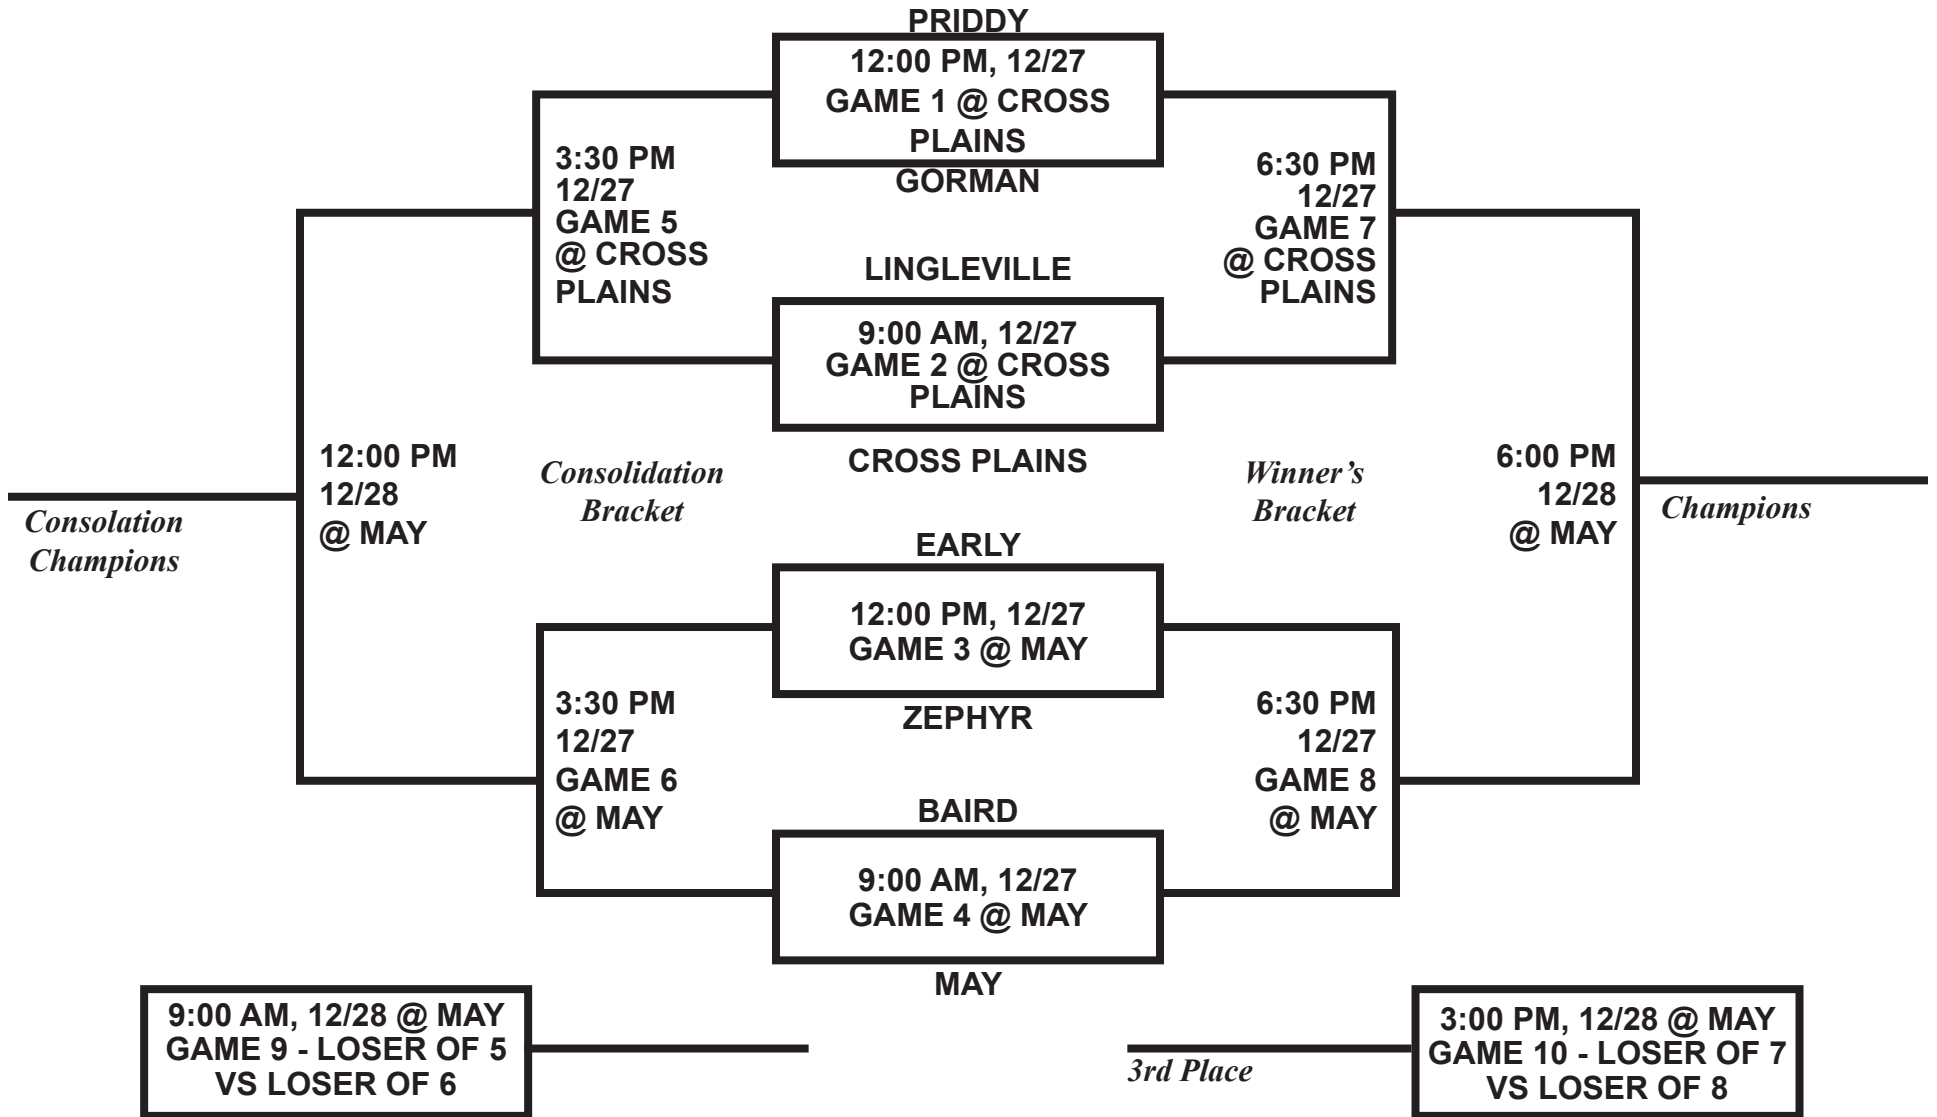 PRIDDY
12:00 PM, 12/27
GAME 1 @ CROSS
PLAINS
GORMAN
3:30 PM
12/27
GAME 5
@ CROSS
PLAINS
6:30 PM
12/27
GAME 7
@ CROSS
PLAINS
LINGLEVILLE
9:00 AM, 12/27
GAME 2 @ CROSS
PLAINS
CROSS PLAINS
12:00 PM
12/28
@ MAY
Consolidation
Bracket
Winner’s
Bracket
6:00 PM
12/28
@ MAY
Consolation
Champions
Champions
EARLY
12:00 PM, 12/27
GAME 3 @ MAY
ZEPHYR
3:30 PM
12/27
GAME 6
@ MAY
6:30 PM
12/27
GAME 8
@ MAY
BAIRD
9:00 AM, 12/27
GAME 4 @ MAY
MAY
9:00 AM, 12/28 @ MAY
GAME 9 - LOSER OF 5
VS LOSER OF 6
3rd Place
3:00 PM, 12/28 @ MAY
GAME 10 - LOSER OF 7
VS LOSER OF 8